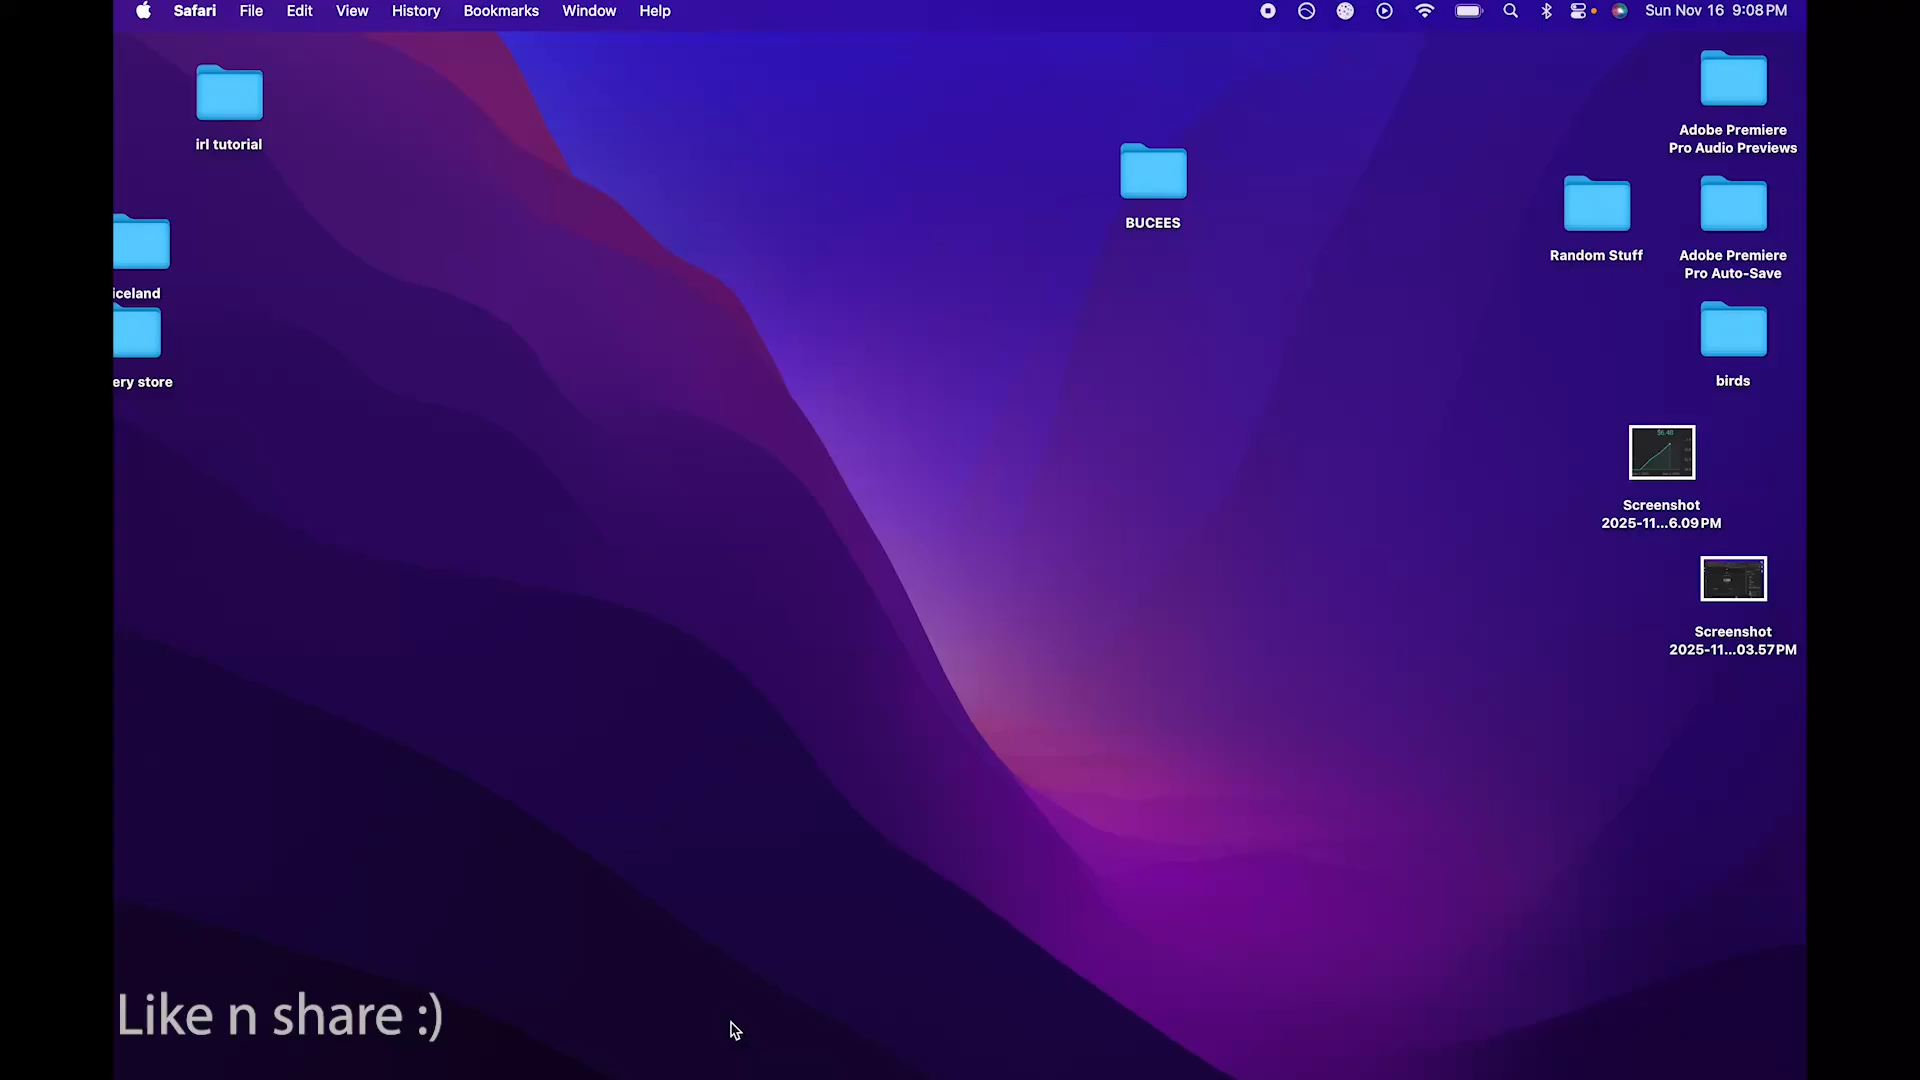 Safari File Edit View History Bookmarks Window Help
Sun Nov 16 9:08 PM
irl tutorial
iceland
ery store
BUCEES
Random Stuff
Adobe Premiere
Pro Audio Previews
Adobe Premiere
Pro Auto-Save
birds
$6.48
Screenshot
2025-11...6.09 PM
Screenshot
2025-11...03.57 PM
Like n share :)